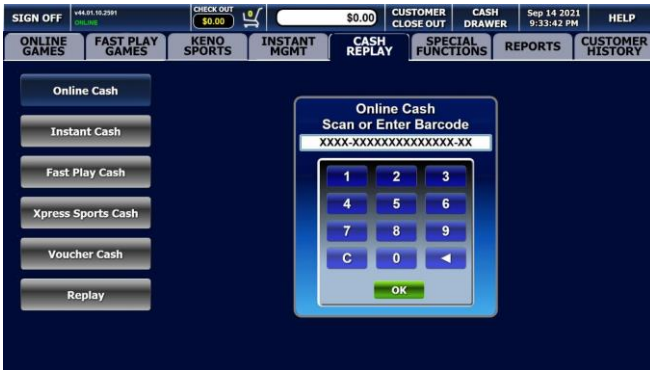 SIGN OFF
v44.01.10.2591
ONLINE
CHECK OUT
$0.00
0
$0.00
CUSTOMER
CLOSE OUT
CASH
DRAWER
Sep 14 2021
9:33:42 PM
HELP
ONLINE
GAMES
FAST PLAY
GAMES
KENO
SPORTS
INSTANT
MGMT
CASH
REPLAY
SPECIAL
FUNCTIONS
REPORTS
CUSTOMER
HISTORY
Online Cash
Instant Cash
Fast Play Cash
Xpress Sports Cash
Voucher Cash
Replay
Online Cash
Scan or Enter Barcode
XXXX-XXXXXXXXXXXXXX-XX
1 2 3
4 5 6
7 8 9
C 0 ◄
OK